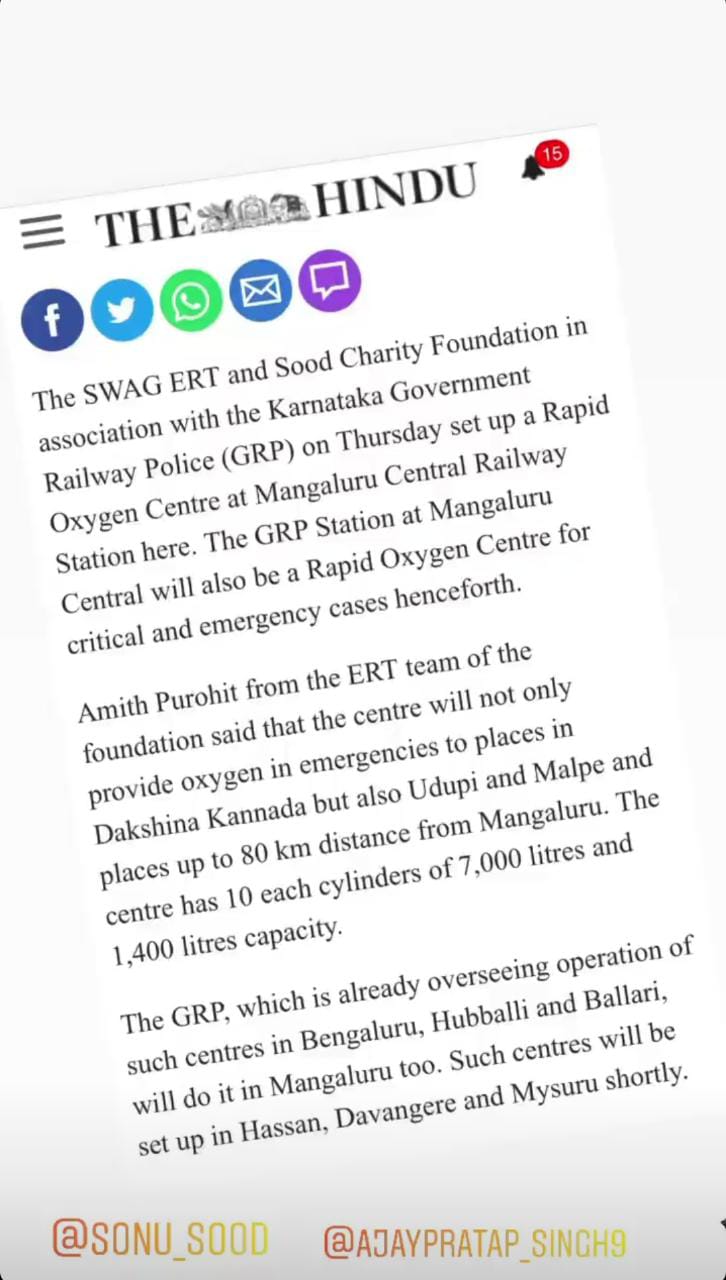 THE HINDU
15
The SWAG ERT and Sood Charity Foundation in
association with the Karnataka Government
Railway Police (GRP) on Thursday set up a Rapid
Oxygen Centre at Mangaluru Central Railway
Station here. The GRP Station at Mangaluru
Central will also be a Rapid Oxygen Centre for
critical and emergency cases henceforth.
Amith Purohit from the ERT team of the
foundation said that the centre will not only
provide oxygen in emergencies to places in
Dakshina Kannada but also Udupi and Malpe and
places up to 80 km distance from Mangaluru. The
centre has 10 each cylinders of 7,000 litres and
1,400 litres capacity.
The GRP, which is already overseeing operation of
such centres in Bengaluru, Hubballi and Ballari,
will do it in Mangaluru too. Such centres will be
set up in Hassan, Davangere and Mysuru shortly.
@SONU_SOOD @AJAYPRATAP_SINGH9